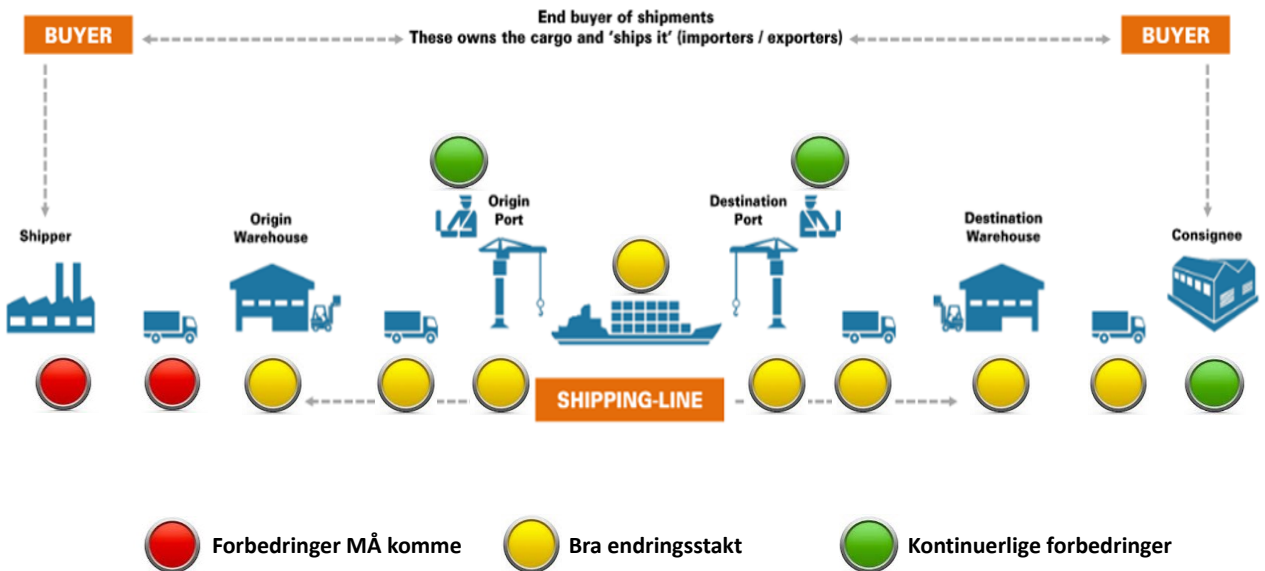 End buyer of shipments
BUYER
These owns the cargo and 'ships it' (importers / exporters)
BUYER
Origin
Port
Destination
Port
Origin
Warehouse
Destination
Warehouse
Shipper
Consignee
SHIPPING-LINE
Forbedringer MÅ komme
Bra endringsstakt
Kontinuerlige forbedringer